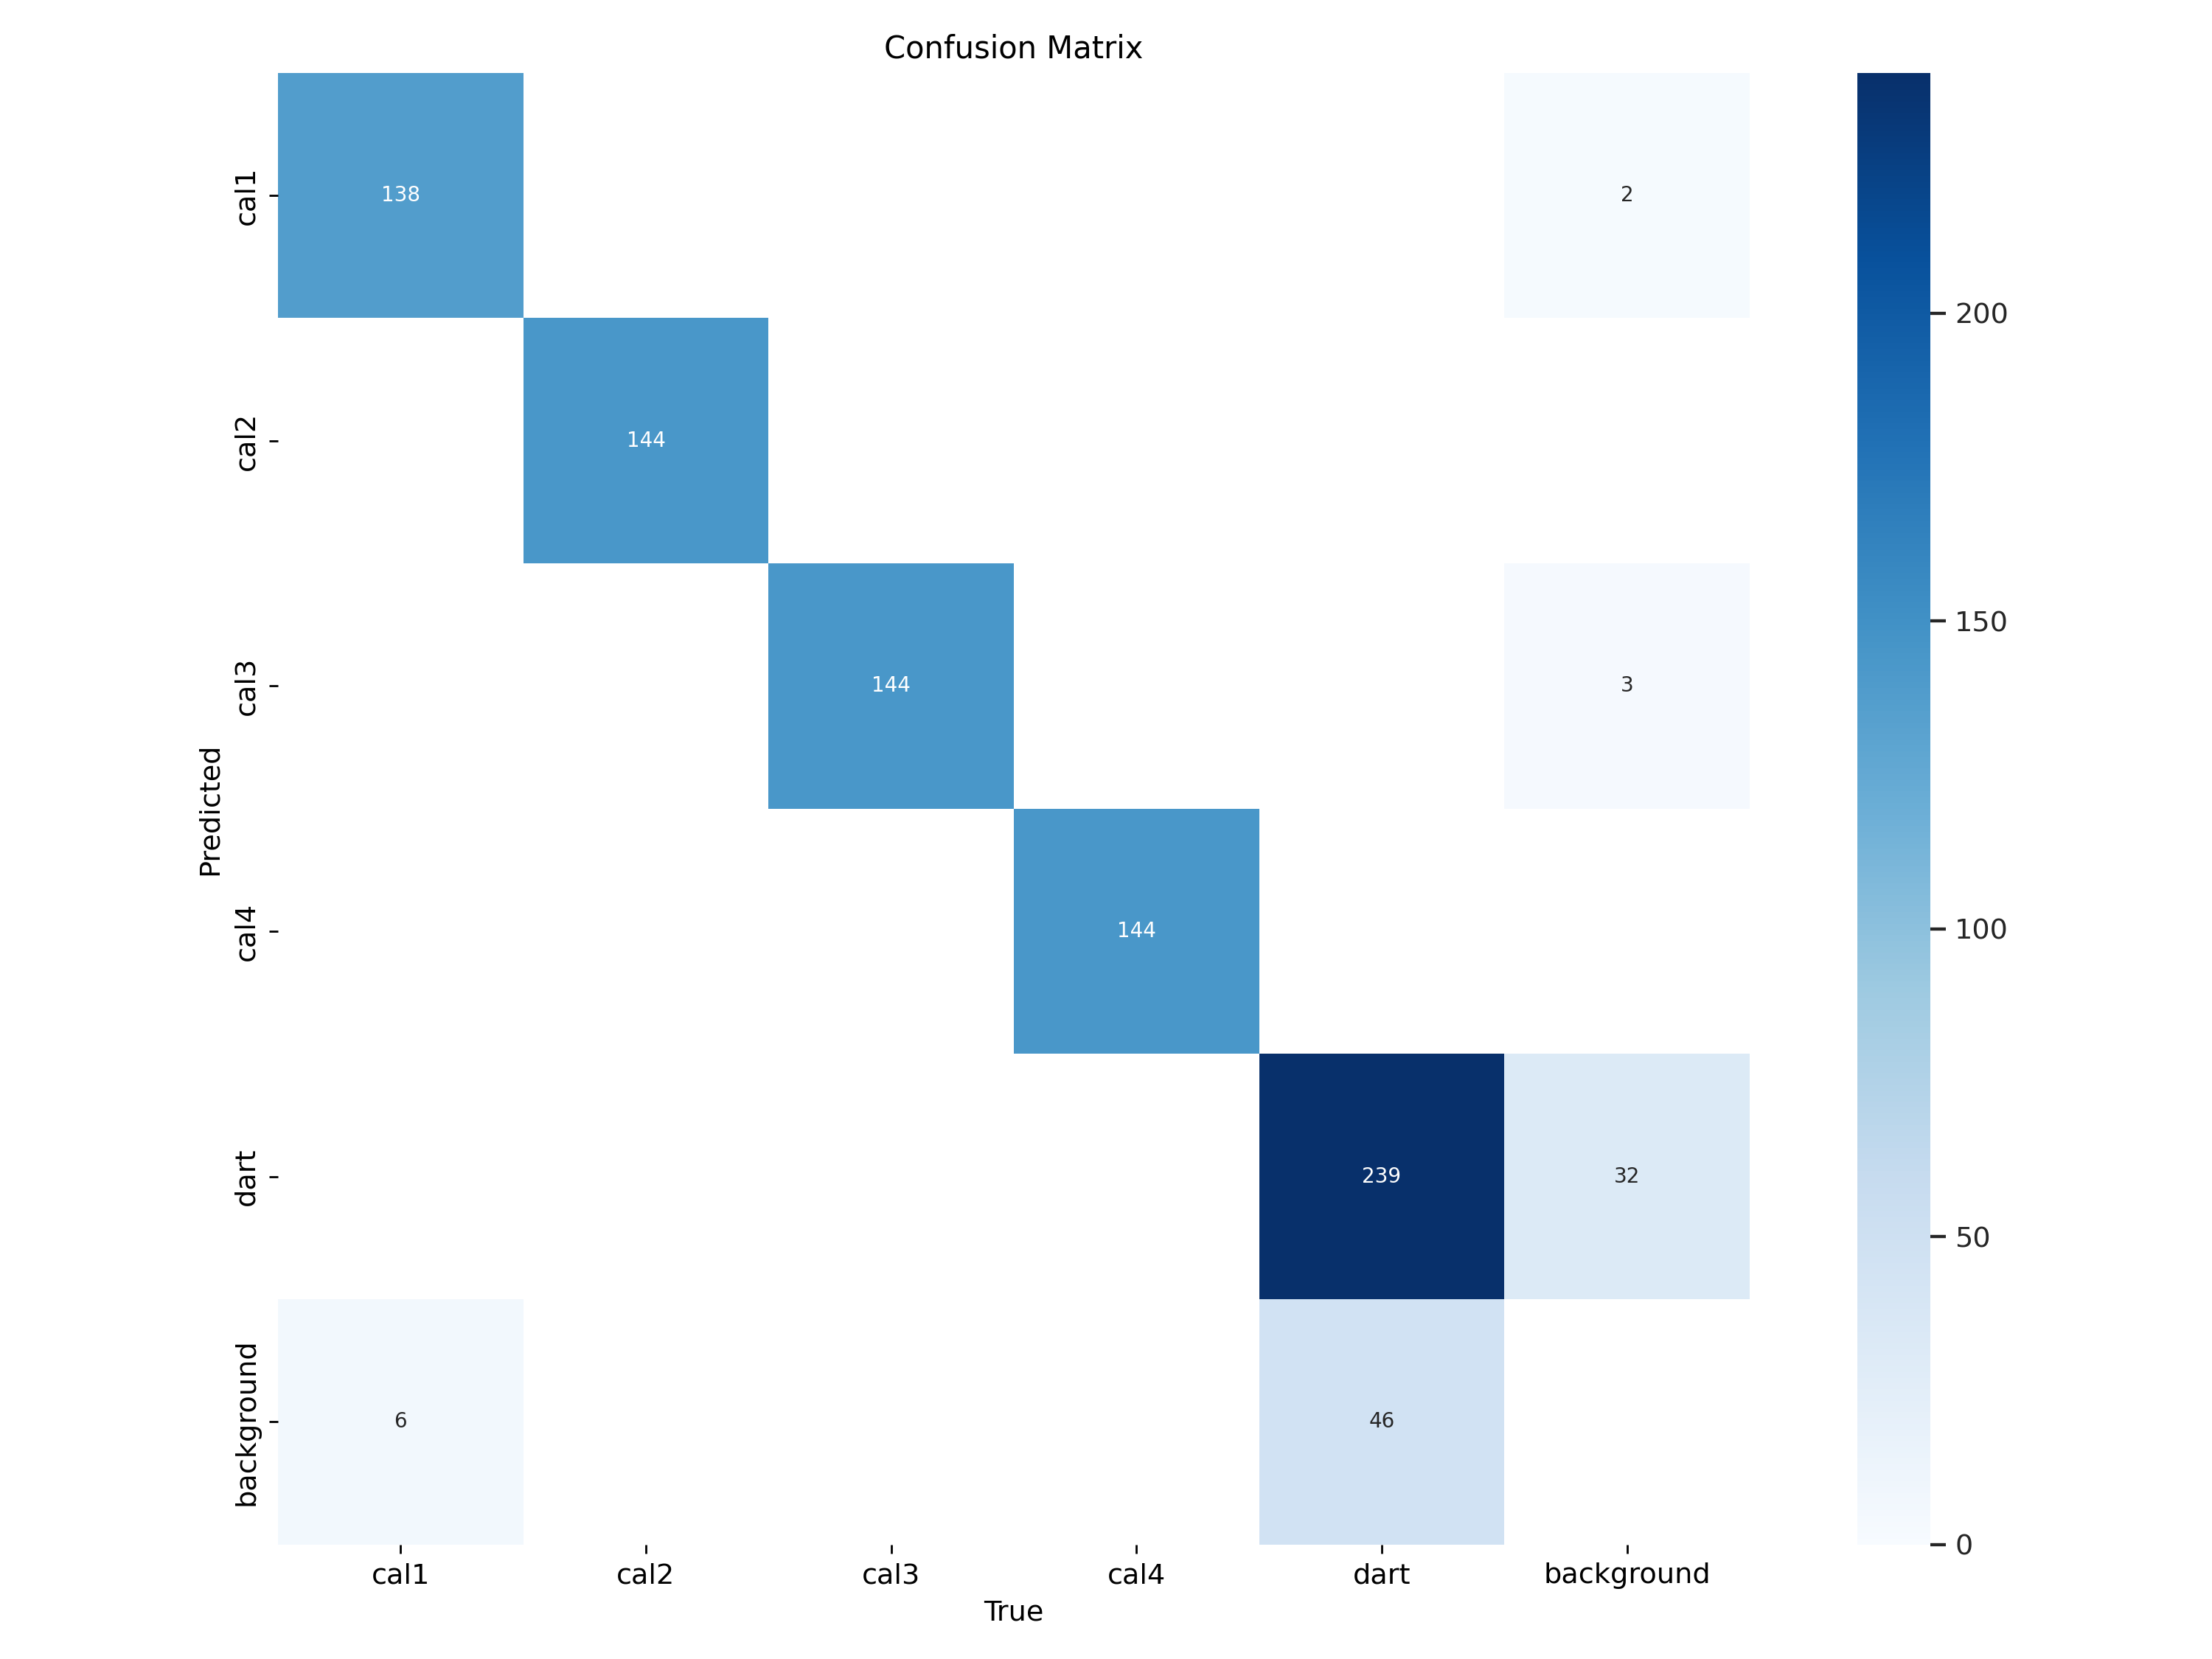 Confusion Matrix
cal1
138
2
200
cal2
144
150
cal3
144
3
Predicted
cal4
144
100
dart
239
32
50
background
6
46
0
cal1 cal2 cal3 cal4 dart background
True